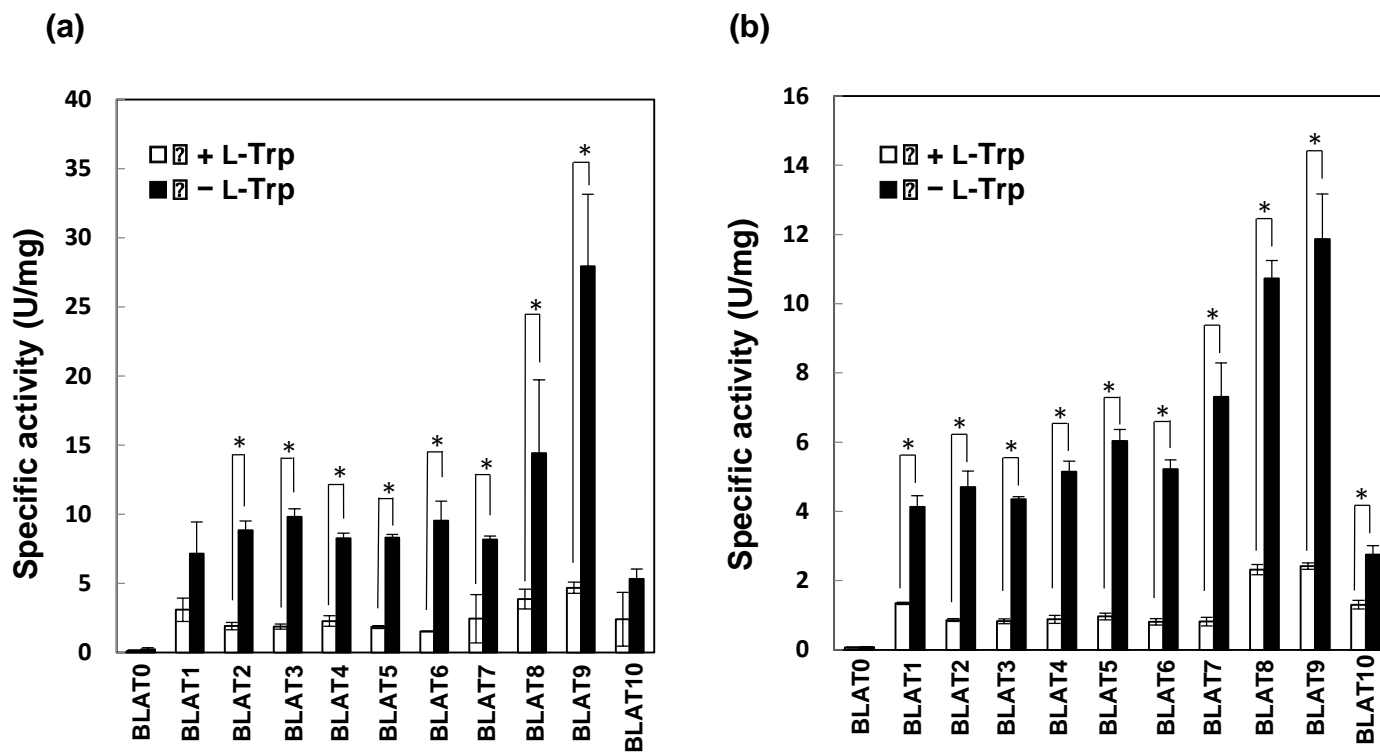 (a)
Specific activity (U/mg)
40
35
30
25
20
15
10
5
0
+ L-Trp
− L-Trp
*
*
*
*
*
*
*
*
BLAT0
BLAT1
BLAT2
BLAT3
BLAT4
BLAT5
BLAT6
BLAT7
BLAT8
BLAT9
BLAT10
(b)
Specific activity (U/mg)
16
14
12
10
8
6
4
2
0
+ L-Trp
− L-Trp
*
*
*
*
*
*
*
*
*
*
BLAT0
BLAT1
BLAT2
BLAT3
BLAT4
BLAT5
BLAT6
BLAT7
BLAT8
BLAT9
BLAT10